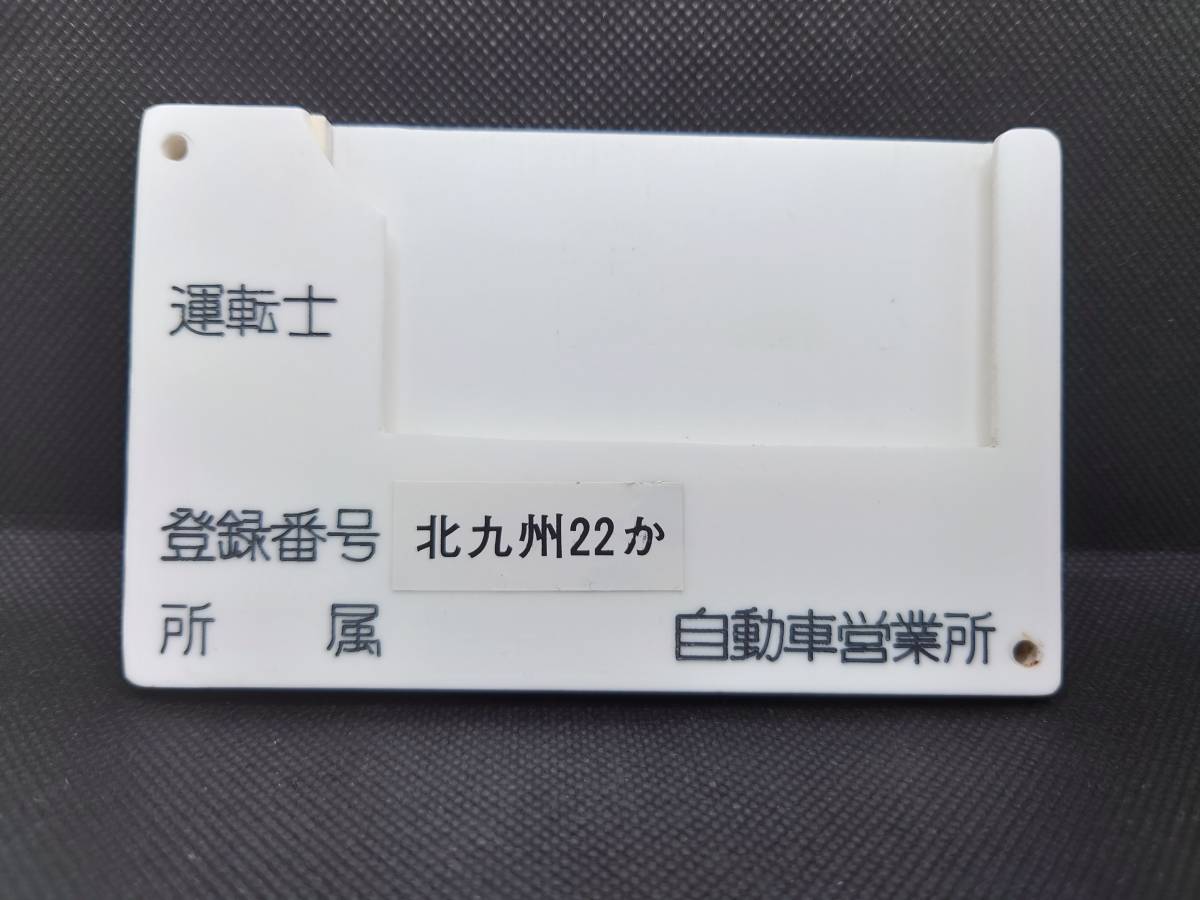 運転士
登録番号 北九州22か
所属 自動車営業所